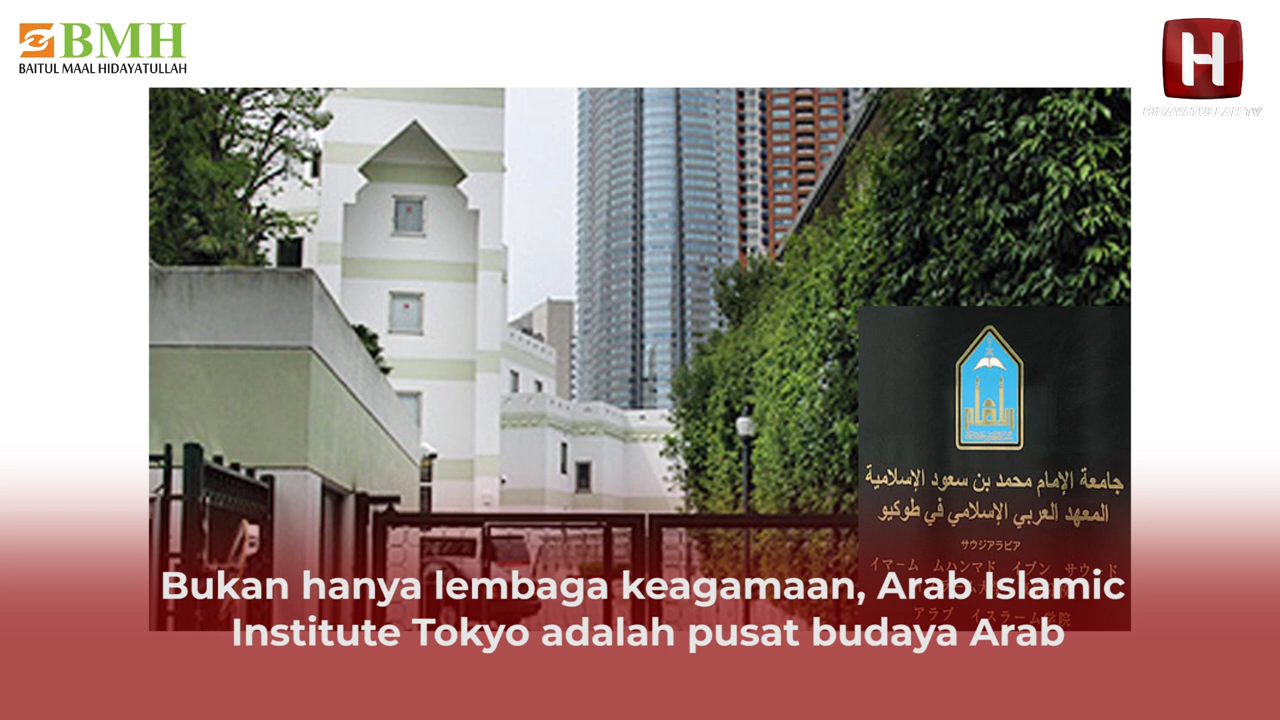 BMH
BAITUL MAAL HIDAYATULLAH
H
HIDAYATULLAH TV
جامعة الإمام محمد بن سعود الإسلامية
المعهد العربي الإسلامي في طوكيو
サウジアラビア
イマーム ムハンマド イブン サウード
アラブ イスラーム学院
Bukan hanya lembaga keagamaan, Arab Islamic
Institute Tokyo adalah pusat budaya Arab